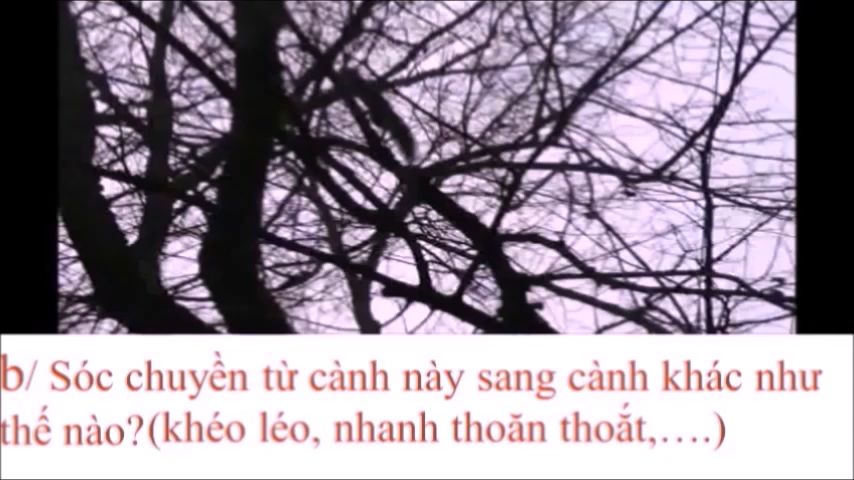 b/ Sóc chuyền từ cành này sang cành khác như
thế nào?(khéo léo, nhanh thoăn thoắt,....)